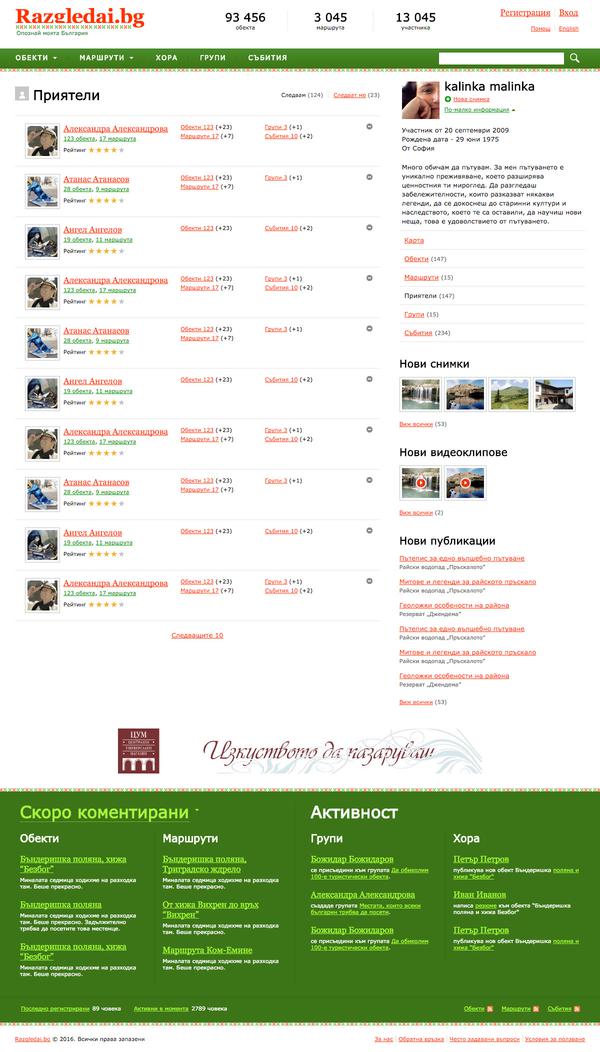 Razgledai.bg
Опознай моята България
93 456
обекта
3 045
маршрута
13 045
участника
Регистрация Вход
Помощ English
ОБЕКТИ МАРШРУТИ ХОРА ГРУПИ СЪБИТИЯ
Приятели
Следвам (124) Следват ме (23)
Александра Александрова
123 обекта, 17 маршрута
Рейтинг
Обекти 123 (+23)
Маршрути 17 (+7)
Групи 3 (+1)
Събития 10 (+2)
Атанас Атанасов
28 обекта, 9 маршрута
Рейтинг
Обекти 123 (+23)
Маршрути 17 (+7)
Групи 3 (+1)
Ангел Ангелов
19 обекта, 11 маршрута
Рейтинг
Обекти 123 (+23)
Събития 10 (+2)
Александра Александрова
123 обекта, 17 маршрута
Рейтинг
Обекти 123 (+23)
Маршрути 17 (+7)
Групи 3 (+1)
Събития 10 (+2)
Атанас Атанасов
28 обекта, 9 маршрута
Рейтинг
Обекти 123 (+23)
Маршрути 17 (+7)
Групи 3 (+1)
Ангел Ангелов
19 обекта, 11 маршрута
Рейтинг
Обекти 123 (+23)
Маршрути 17 (+7)
Събития 10 (+2)
Александра Александрова
123 обекта, 17 маршрута
Рейтинг
Обекти 123 (+23)
Маршрути 17 (+7)
Групи 3 (+1)
Събития 10 (+2)
Атанас Атанасов
28 обекта, 9 маршрута
Рейтинг
Обекти 123 (+23)
Маршрути 17 (+7)
Групи 3 (+1)
Ангел Ангелов
19 обекта, 11 маршрута
Рейтинг
Обекти 123 (+23)
Събития 10 (+2)
Александра Александрова
123 обекта, 17 маршрута
Рейтинг
Обекти 123 (+23)
Маршрути 17 (+7)
Групи 3 (+1)
Събития 10 (+2)
Следващите 10
kalinka malinka
Нова снимка
По-малко информация
Участник от 20 септември 2009
Рождена дата - 29 юни 1975
От София
Много обичам да пътувам. За мен пътуването е
уникално преживяване, което разширява
ценностния ти мироглед. Да разгледаш
забележителности, които разказват някакви
легенди, да се докоснеш до старинни култури и
наследството, което те са оставили, да научиш нови
неща, това е удоволствието от пътуването.
Карта
Обекти (147)
Маршрути (15)
Приятели (147)
Групи (15)
Събития (234)
Нови снимки
Виж всички (53)
Нови видеоклипове
Виж всички (2)
Нови публикации
Пътепис за едно вълшебно пътуване
Райски водопад „Пръскалото”
Митове и легенди за райското пръскало
Райски водопад „Пръскалото”
Геоложки особености на района
Резерват „Джендема”
Пътепис за едно вълшебно пътуване
Райски водопад „Пръскалото”
Митове и легенди за райското пръскало
Райски водопад „Пръскалото”
Геоложки особености на района
Резерват „Джендема”
Виж всички (53)
ЦУМ
ЦЕНТРАЛЕН
УНИВЕРСАЛЕН
МАГАЗИН
Изкуството да пазаруваш
Скоро коментирани
Обекти
Бъндеришка поляна, хижа
“Безбог”
Миналата седмица ходихме на разходка
там. Беше прекрасно.
Бъндеришка поляна
Миналата седмица ходихме на разходка
там. Беше прекрасно. Задължително
трябва да посетите това местенце.
Бъндеришка поляна, хижа
“Безбог”
Миналата седмица ходихме на разходка
там. Беше прекрасно.
Маршрути
Бъндеришка поляна,
Триградско ждрело
Миналата седмица ходихме на разходка
там. Беше прекрасно.
От хижа Вихрен до връх
“Вихрен”
Миналата седмица ходихме на разходка
там. Беше прекрасно.
Маршрута Ком-Емине
Миналата седмица ходихме на разходка
там. Беше прекрасно.
Активност
Групи
Божидар Божидаров
се присъедини към групата Да обиколим
100-е туристически обекта.
Александра Александрова
създаде групата Местата, които всеки
българин трябва да посети.
Божидар Божидаров
се присъедини към групата Да обиколим
100-е туристически обекта.
Хора
Петър Петров
публикува нов обект Бъндеришка поляна и
хижа “Безбог”
Иван Иванов
написа резюме към обекта “Бъндеришка
поляна и хижа Безбог”
Петър Петров
публикува нов обект Бъндеришка поляна и
хижа “Безбог”
Последно регистрирани 89 човека Активни в момента 2789 човека
Обекти Маршрути Събития
Razgledai.bg © 2016. Всички права запазени
За нас Обратна връзка Често задавани въпроси Условия за ползване